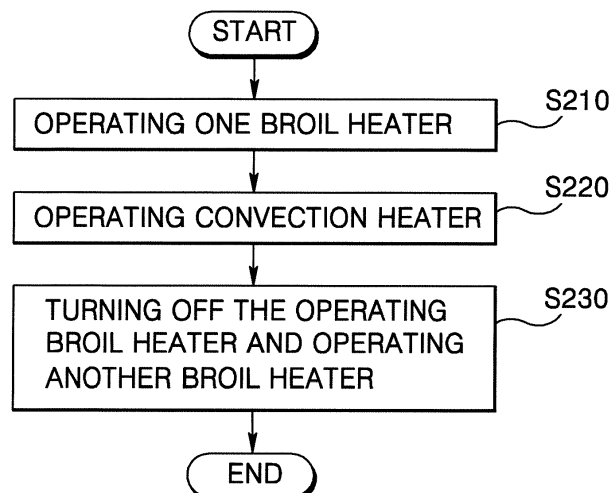 START
OPERATING ONE BROIL HEATER
S210
OPERATING CONVECTION HEATER
S220
TURNING OFF THE OPERATING
BROIL HEATER AND OPERATING
ANOTHER BROIL HEATER
S230
END